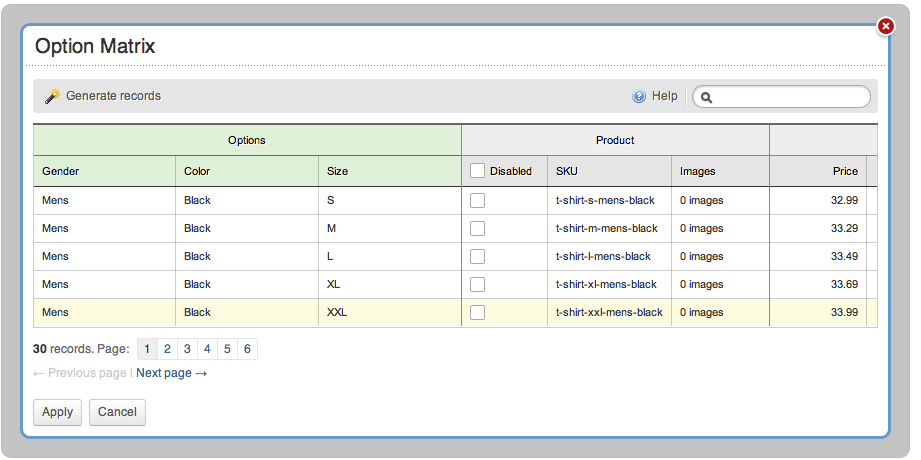 Option Matrix
Generate records Help
Options Product
Gender Color Size Disabled SKU Images Price
Mens Black S t-shirt-s-mens-black 0 images 32.99
Mens Black M t-shirt-m-mens-black 0 images 33.29
Mens Black L t-shirt-l-mens-black 0 images 33.49
Mens Black XL t-shirt-xl-mens-black 0 images 33.69
Mens Black XXL t-shirt-xxl-mens-black 0 images 33.99
30 records. Page: 1 2 3 4 5 6
← Previous page | Next page →
Apply Cancel